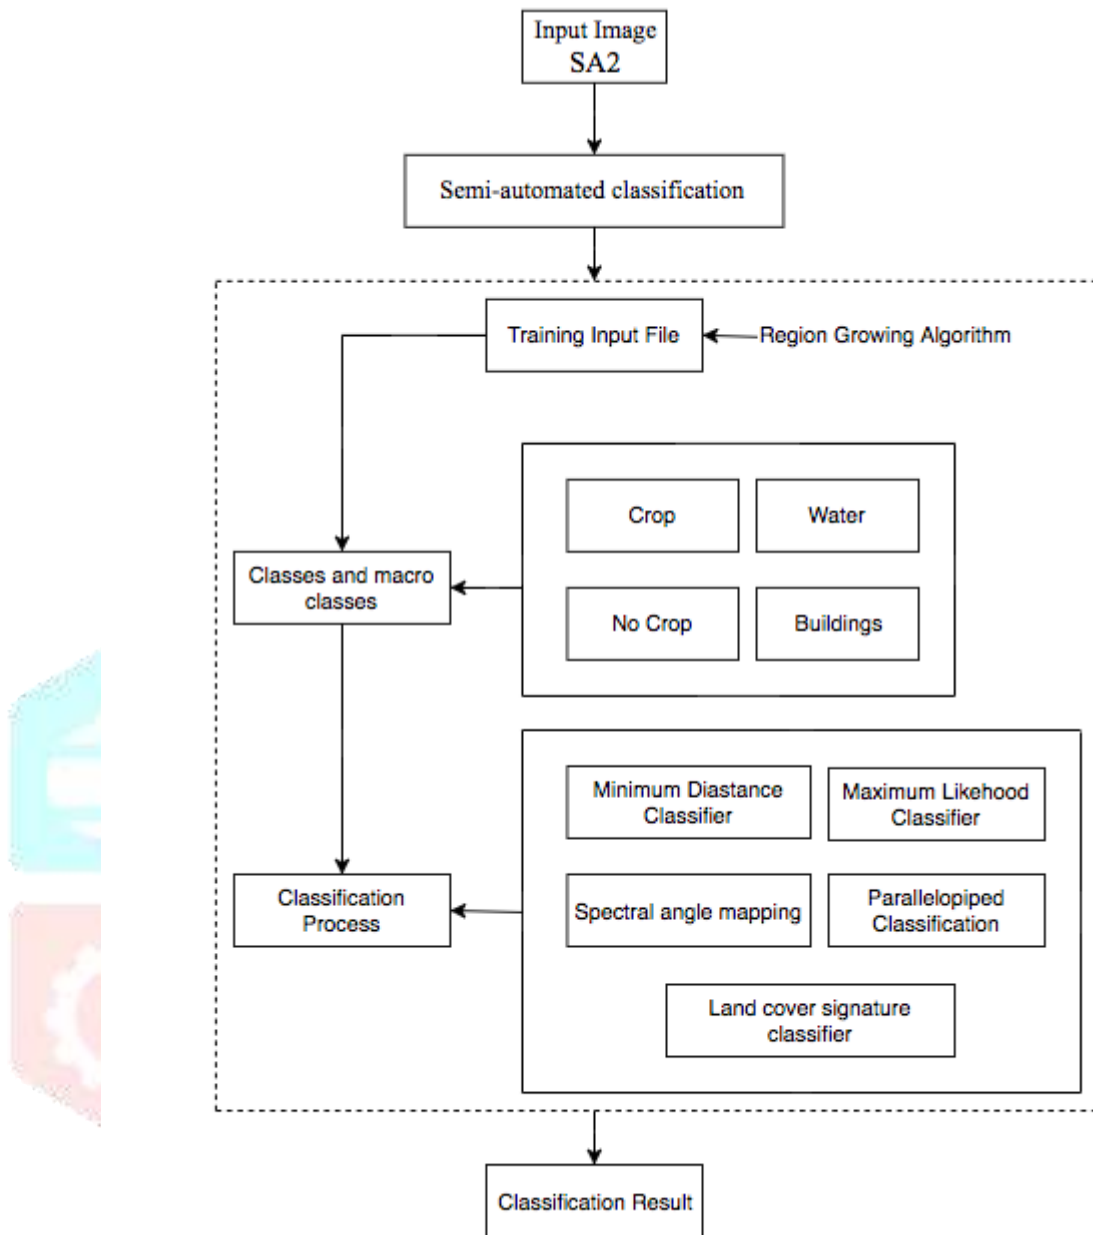 Input Image
SA2
Semi-automated classification
Training Input File
Region Growing Algorithm
Crop
Water
Classes and macro
classes
No Crop
Buildings
Minimum Diastance
Classifier
Maximum Likehood
Classifier
Classification
Process
Spectral angle mapping
Parallelopiped
Classification
Land cover signature
classifier
Classification Result